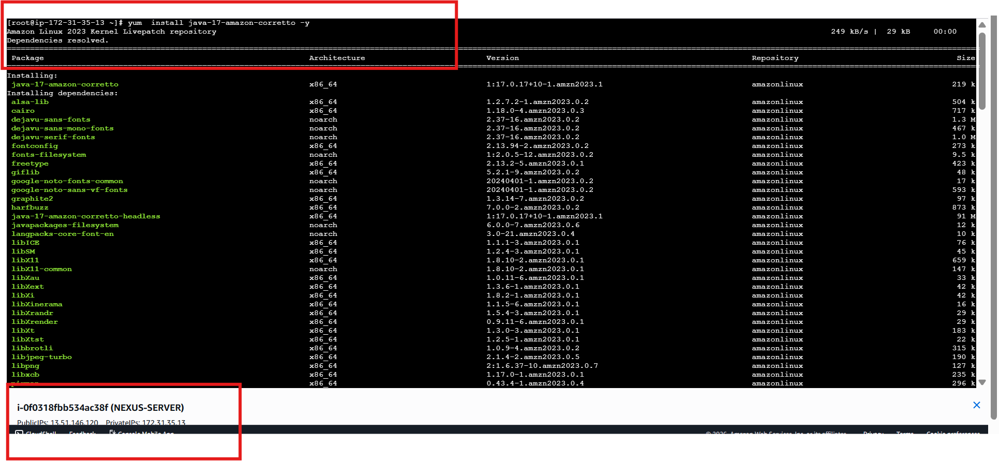 [root@ip-172-31-35-13 ~]# yum  install java-17-amazon-corretto -y
Amazon Linux 2023 Kernel Livepatch repository 249 kB/s | 29 kB 00:00
Dependencies resolved.
Package Architecture Version Repository Size
Installing:
java-17-amazon-corretto x86_64 1:17.0.17+10-1.amzn2023.1 amazonlinux 219 k
Installing dependencies:
alsa-lib x86_64 1.2.7.2-1.amzn2023.0.2 amazonlinux 504 k
cairo x86_64 1.18.0-4.amzn2023.0.3 amazonlinux 717 k
dejavu-sans-fonts noarch 2.37-16.amzn2023.0.2 amazonlinux 1.3 M
dejavu-sans-mono-fonts noarch 2.37-16.amzn2023.0.2 amazonlinux 467 k
dejavu-serif-fonts noarch 2.37-16.amzn2023.0.2 amazonlinux 1.0 M
fontconfig x86_64 2.13.94-2.amzn2023.0.2 amazonlinux 273 k
fonts-filesystem noarch 1:2.0.5-12.amzn2023.0.2 amazonlinux 9.5 k
freetype x86_64 2.13.2-5.amzn2023.0.1 amazonlinux 423 k
giflib x86_64 5.2.1-9.amzn2023.0.2 amazonlinux 48 k
google-noto-fonts-common noarch 20240401-1.amzn2023.0.2 amazonlinux 17 k
google-noto-sans-vf-fonts noarch 20240401-1.amzn2023.0.2 amazonlinux 593 k
graphite2 x86_64 1.3.14-7.amzn2023.0.2 amazonlinux 97 k
harfbuzz x86_64 7.0.0-2.amzn2023.0.2 amazonlinux 873 k
java-17-amazon-corretto-headless x86_64 1:17.0.17+10-1.amzn2023.1 amazonlinux 91 M
javapackages-filesystem noarch 6.0.0-7.amzn2023.0.6 amazonlinux 12 k
langpacks-core-font-en noarch 3.0-21.amzn2023.0.4 amazonlinux 10 k
libICE x86_64 1.1.1-3.amzn2023.0.1 amazonlinux 76 k
libSM x86_64 1.2.4-3.amzn2023.0.1 amazonlinux 45 k
libX11 x86_64 1.8.10-2.amzn2023.0.1 amazonlinux 659 k
libX11-common noarch 1.8.10-2.amzn2023.0.1 amazonlinux 147 k
libXau x86_64 1.0.11-6.amzn2023.0.1 amazonlinux 33 k
libXext x86_64 1.3.6-1.amzn2023.0.1 amazonlinux 42 k
libXi x86_64 1.8.2-1.amzn2023.0.1 amazonlinux 42 k
libXinerama x86_64 1.1.5-6.amzn2023.0.1 amazonlinux 16 k
libXrandr x86_64 1.5.4-3.amzn2023.0.1 amazonlinux 29 k
libXrender x86_64 0.9.11-6.amzn2023.0.1 amazonlinux 29 k
libXt x86_64 1.3.0-3.amzn2023.0.1 amazonlinux 183 k
libXtst x86_64 1.2.5-1.amzn2023.0.1 amazonlinux 22 k
libbrotli x86_64 1.0.9-4.amzn2023.0.2 amazonlinux 315 k
libjpeg-turbo x86_64 2.1.4-2.amzn2023.0.5 amazonlinux 190 k
libpng x86_64 2:1.6.37-10.amzn2023.0.7 amazonlinux 127 k
libxcb x86_64 1.17.0-1.amzn2023.0.1 amazonlinux 235 k
x86_64 0.43.4-1.amzn2023.0.4 amazonlinux 296 k
i-0f0318fbb534ac38f (NEXUS-SERVER)
PublicIPs: 13.51.146.120 PrivateIPs: 172.31.35.13
CloudShell Feedback Console Mobile App © 2026, Amazon Web Services, Inc. or its affiliates. Privacy Terms Cookie preferences